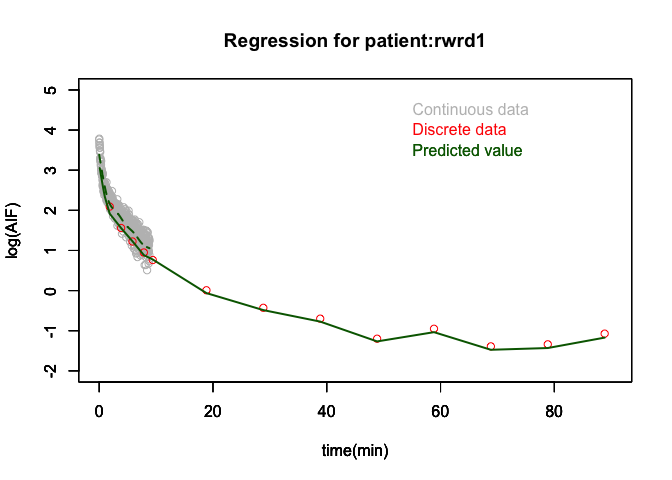 Regression for patient:rwrd1
5
4
3
2
1
0
-1
-2
log(AIF)
Continuous data
Discrete data
Predicted value
0 20 40 60 80
time(min)